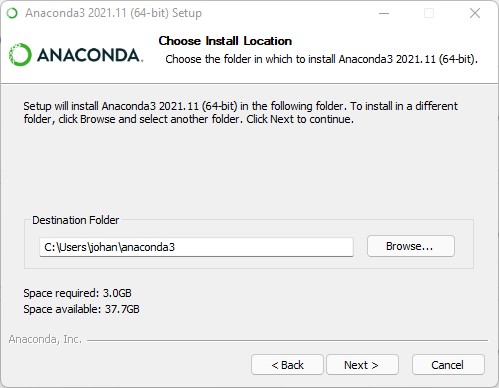 Anaconda3 2021.11 (64-bit) Setup
ANACONDA.
Choose Install Location
Choose the folder in which to install Anaconda3 2021.11 (64-bit).
Setup will install Anaconda3 2021.11 (64-bit) in the following folder. To install in a different
folder, click Browse and select another folder. Click Next to continue.
Destination Folder
C:\Users\johan\anaconda3
Browse...
Space required: 3.0GB
Space available: 37.7GB
Anaconda, Inc.
< Back
Next >
Cancel